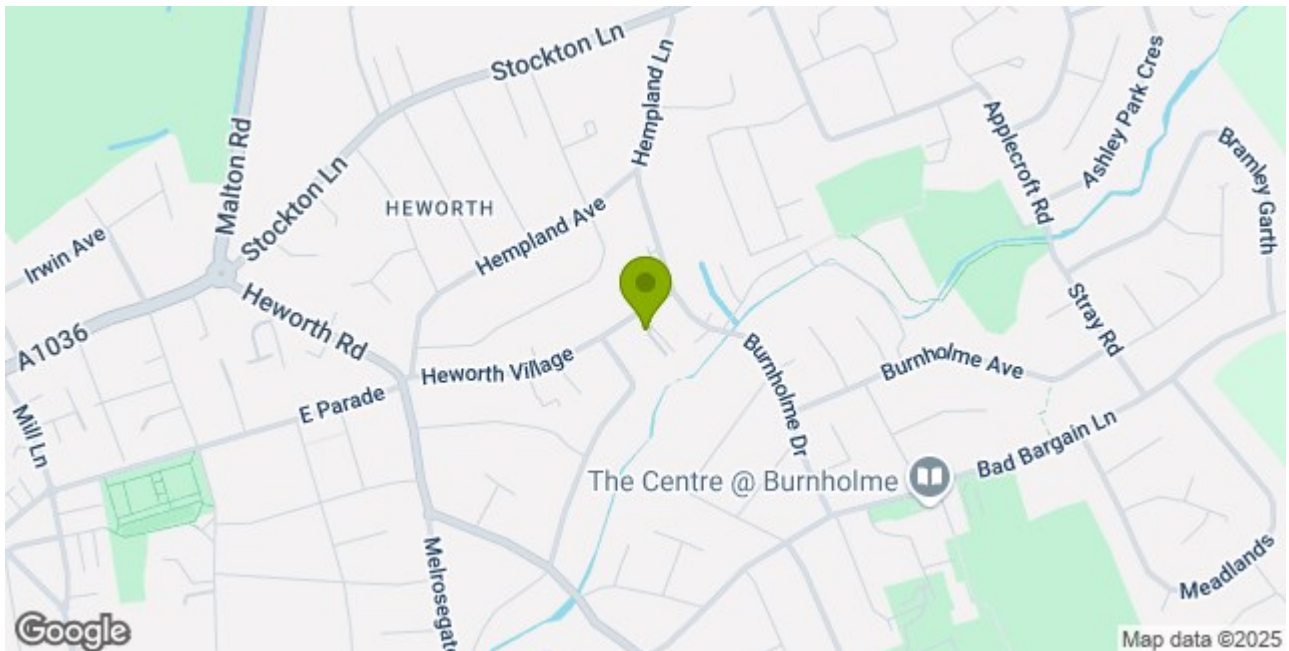 Stockton Ln
Hempland Ln
Malton Rd
Stockton Ln
HEWORTH
Hempland Ave
Applecroft Rd
Ashley Park Cres
Bramley Garth
Irwin Ave
A1036
Heworth Rd
Heworth Village
E Parade
Mill Ln
Burnholme Dr
Burnholme Ave
Stray Rd
Bad Bargain Ln
The Centre @ Burnholme
Melrosegate
Meadlands
Google
Map data ©2025